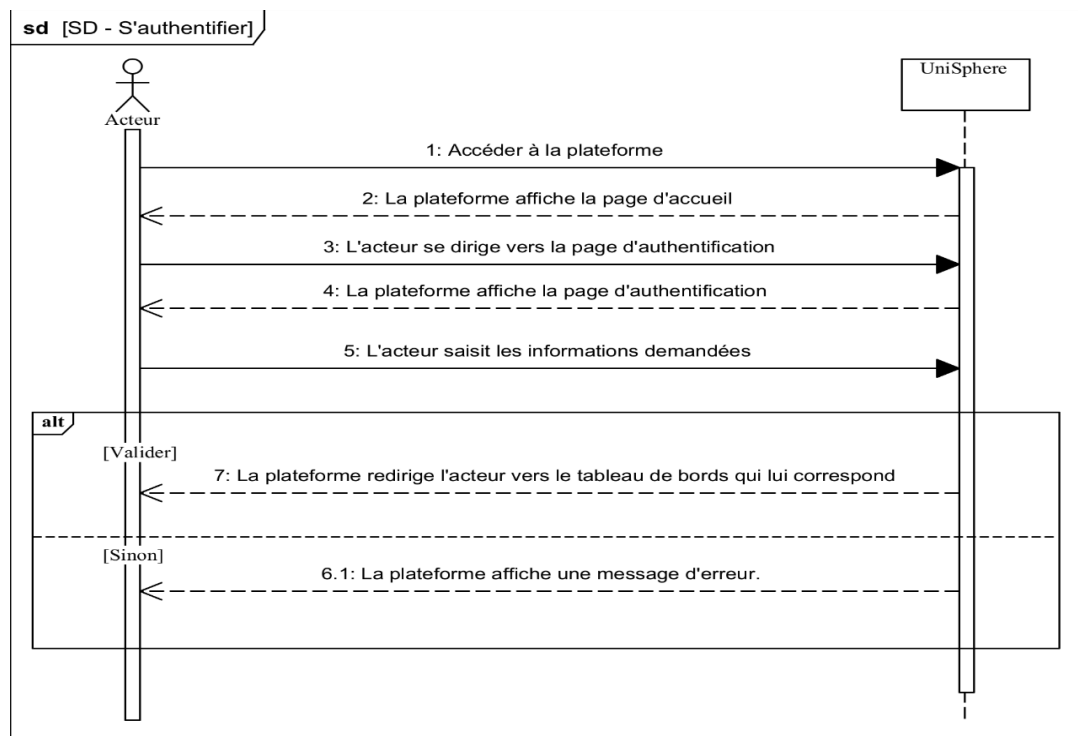 sd [SD - S'authentifier]
Acteur
UniSphere
1: Accéder à la plateforme
2: La plateforme affiche la page d'accueil
3: L'acteur se dirige vers la page d'authentification
4: La plateforme affiche la page d'authentification
5: L'acteur saisit les informations demandées
alt
[Valider]
7: La plateforme redirige l'acteur vers le tableau de bords qui lui correspond
[Sinon]
6.1: La plateforme affiche une message d'erreur.